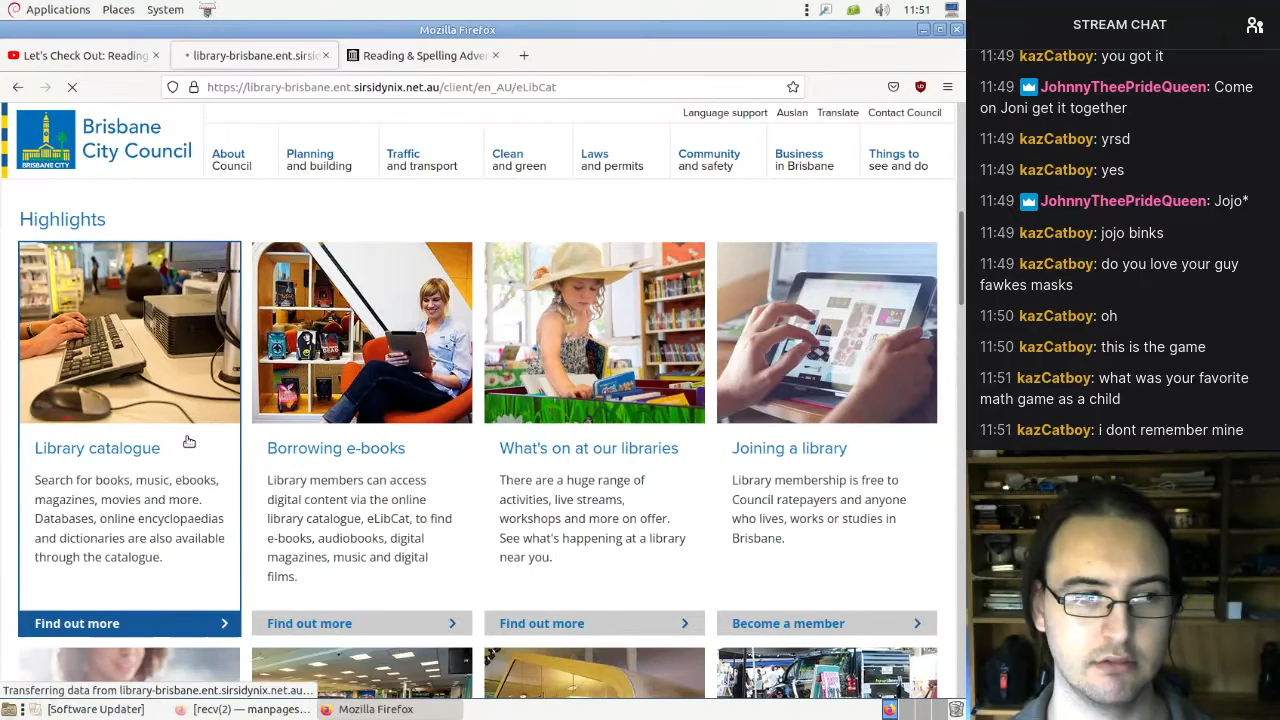 Applications Places System 11:51
Mozilla Firefox
Let's Check Out: Reading
library-brisbane.ent.sirsi
Reading & Spelling Adve
https://library-brisbane.ent.sirsidynix.net.au/client/en_AU/eLibCat
Language support Auslan Translate Contact Council
BRISBANE CITY
Brisbane
City Council
About
Council
Planning
and building
Traffic
and transport
Clean
and green
Laws
and permits
Community
and safety
Business
in Brisbane
Things to
see and do
Highlights
Library catalogue
Search for books, music, ebooks,
magazines, movies and more.
Databases, online encyclopaedias
and dictionaries are also available
through the catalogue.
Find out more
Borrowing e-books
Library members can access
digital content via the online
library catalogue, eLibCat, to find
e-books, audiobooks, digital
magazines, music and digital
films.
Find out more
What's on at our libraries
There are a huge range of
activities, live streams,
workshops and more on offer.
See what's happening at a library
near you.
Find out more
Joining a library
Library membership is free to
Council ratepayers and anyone
who lives, works or studies in
Brisbane.
Become a member
Transferring data from library-brisbane.ent.sirsidynix.net.au...
[Software Updater]
[recv(2) — manpages...
Mozilla Firefox
STREAM CHAT
11:49 kazCatboy: you got it
11:49 JohnnyTheePrideQueen: Come
on Joni get it together
11:49 kazCatboy: yrsd
11:49 kazCatboy: yes
11:49 JohnnyTheePrideQueen: Jojo*
11:49 kazCatboy: jojo binks
11:49 kazCatboy: do you love your guy
fawkes masks
11:50 kazCatboy: oh
11:50 kazCatboy: this is the game
11:51 kazCatboy: what was your favorite
math game as a child
11:51 kazCatboy: i dont remember mine